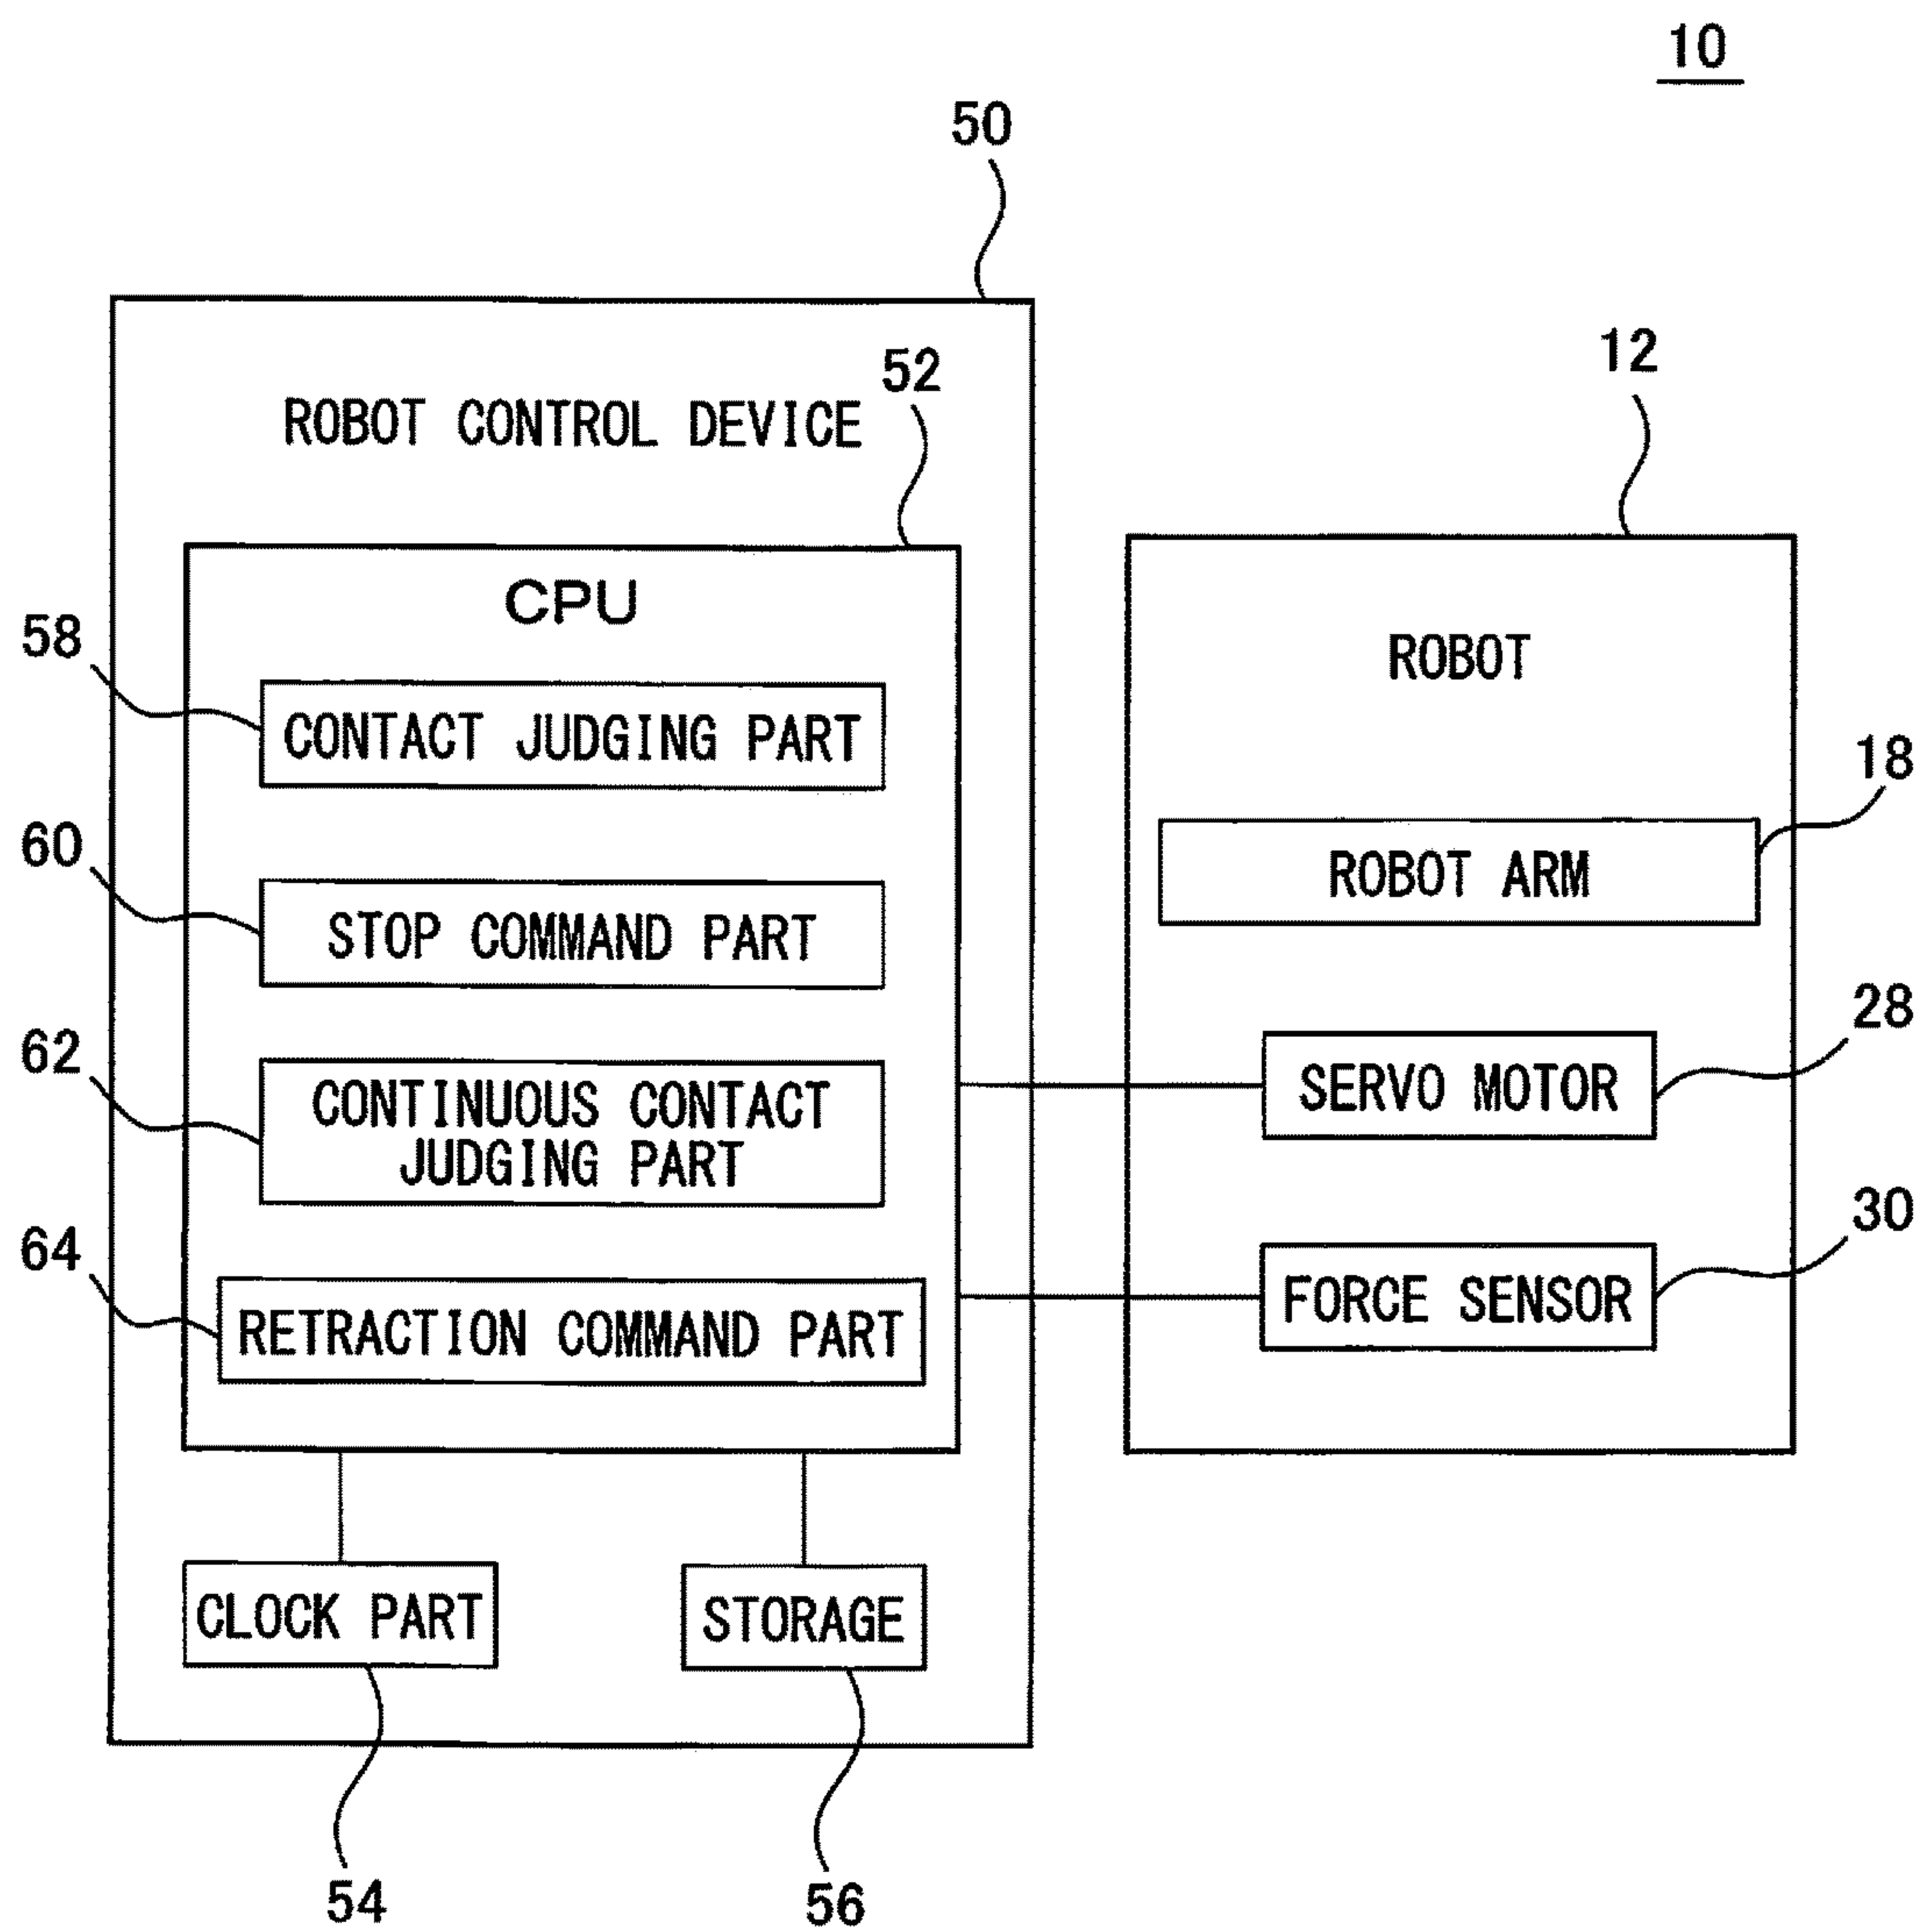 10
50
ROBOT CONTROL DEVICE
52
CPU
58
CONTACT JUDGING PART
60
STOP COMMAND PART
62
CONTINUOUS CONTACT
JUDGING PART
64
RETRACTION COMMAND PART
CLOCK PART
STORAGE
54
56
12
ROBOT
18
ROBOT ARM
28
SERVO MOTOR
30
FORCE SENSOR